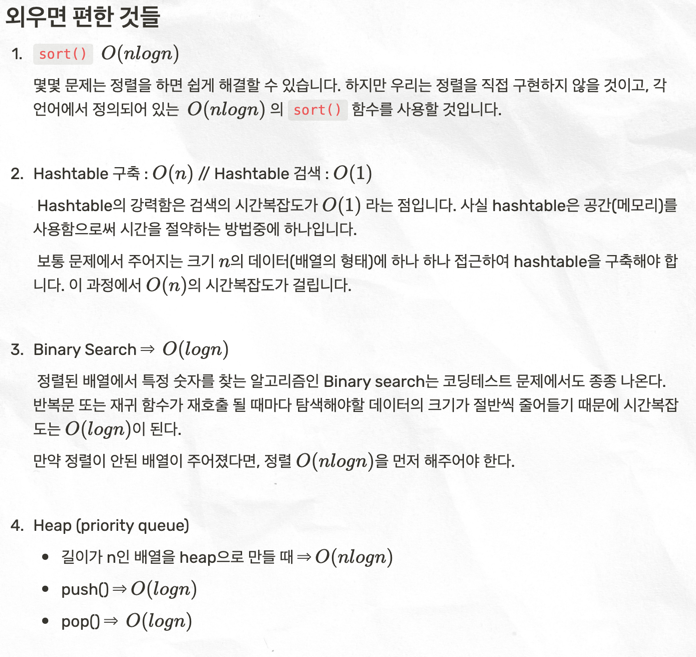 외우면 편한 것들
1. sort() O(nlogn)
몇몇 문제는 정렬을 하면 쉽게 해결할 수 있습니다. 하지만 우리는 정렬을 직접 구현하지 않을 것이고, 각
언어에서 정의되어 있는 O(nlogn) 의 sort() 함수를 사용할 것입니다.
2. Hashtable 구축 : O(n) // Hashtable 검색 : O(1)
Hashtable의 강력함은 검색의 시간복잡도가 O(1) 라는 점입니다. 사실 hashtable은 공간(메모리)를
사용함으로써 시간을 절약하는 방법중에 하나입니다.
보통 문제에서 주어지는 크기 n의 데이터(배열의 형태)에 하나 하나 접근하여 hashtable을 구축해야 합
니다. 이 과정에서 O(n)의 시간복잡도가 걸립니다.
3. Binary Search ⇒ O(logn)
정렬된 배열에서 특정 숫자를 찾는 알고리즘인 Binary search는 코딩테스트 문제에서도 종종 나온다.
반복문 또는 재귀 함수가 재호출 될 때마다 탐색해야할 데이터의 크기가 절반씩 줄어들기 때문에 시간복잡
도는 O(logn)이 된다.
만약 정렬이 안된 배열이 주어졌다면, 정렬 O(nlogn)을 먼저 해주어야 한다.
4. Heap (priority queue)
• 길이가 n인 배열을 heap으로 만들 때 ⇒ O(nlogn)
• push() ⇒ O(logn)
• pop() ⇒ O(logn)